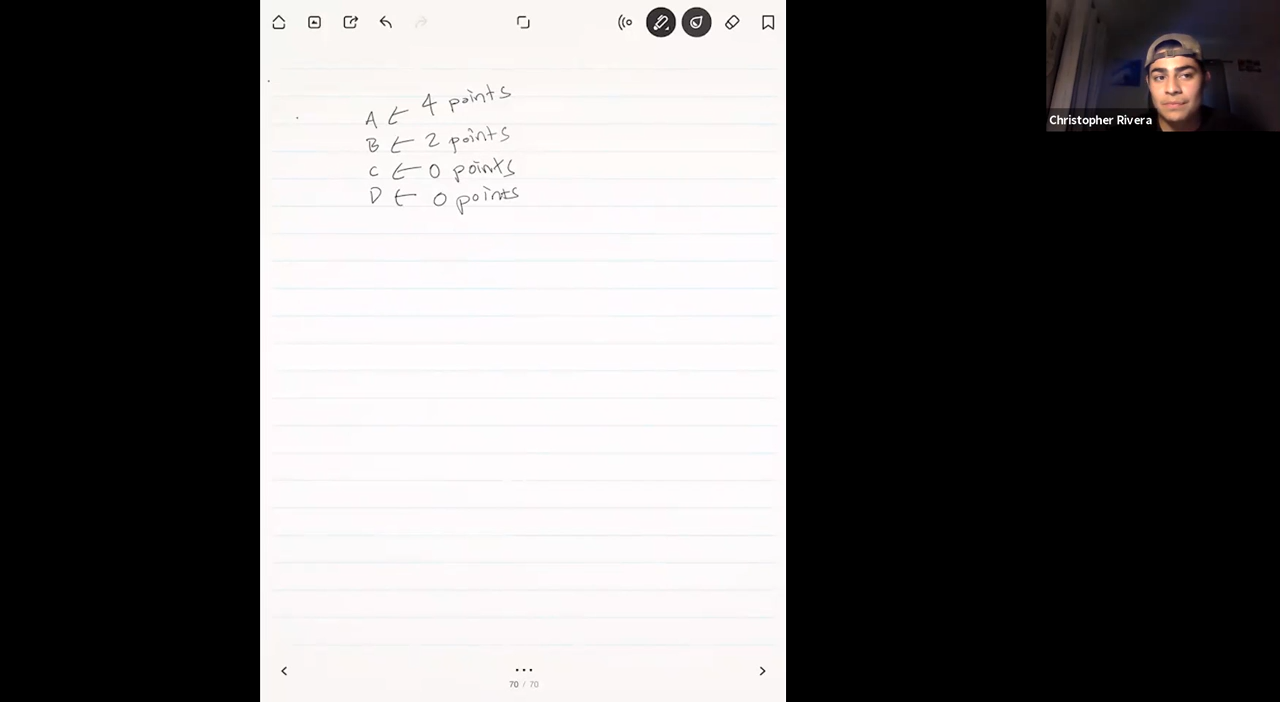 A ← 4 points
B ← 2 points
C ← 0 points
D ← 0 points
70 / 70
Christopher Rivera